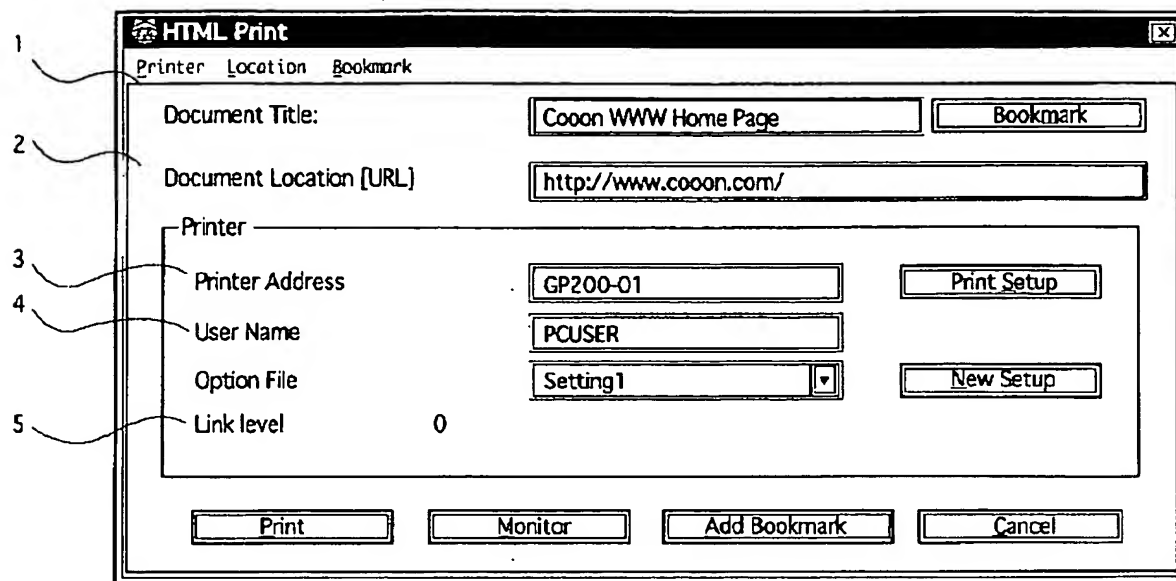 HTML Print
Printer Location Bookmark
1
Document Title: Cooon WWW Home Page Bookmark
2
Document Location [URL] http://www.cooon.com/
Printer
3 Printer Address GP200-01 Print Setup
4 User Name PCUSER
Option File Setting1 New Setup
5 Link level 0
Print Monitor Add Bookmark Cancel